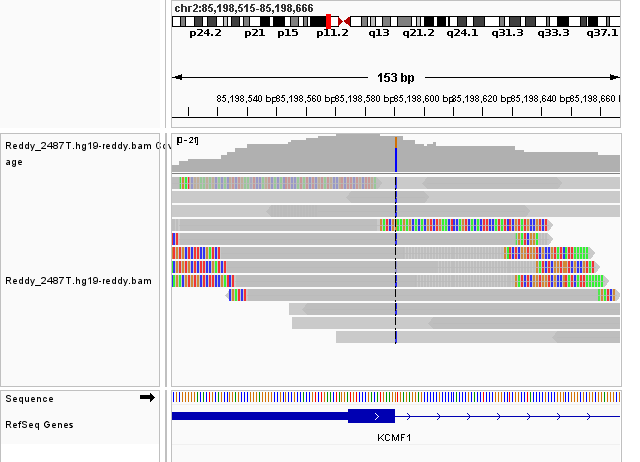 chr2:85,198,515-85,198,666
p24.2 p21 p15 p11.2 q13 q21.2 q24.1 q31.3 q33.3 q37.1
153 bp
85,198,540 bp 85,198,560 bp 85,198,580 bp 85,198,600 bp 85,198,620 bp 85,198,640 bp 85,198,660 b
Reddy_2487T.hg19-reddy.bam Cov
age
[0 - 21]
Reddy_2487T.hg19-reddy.bam
Sequence
RefSeq Genes
KCMF1